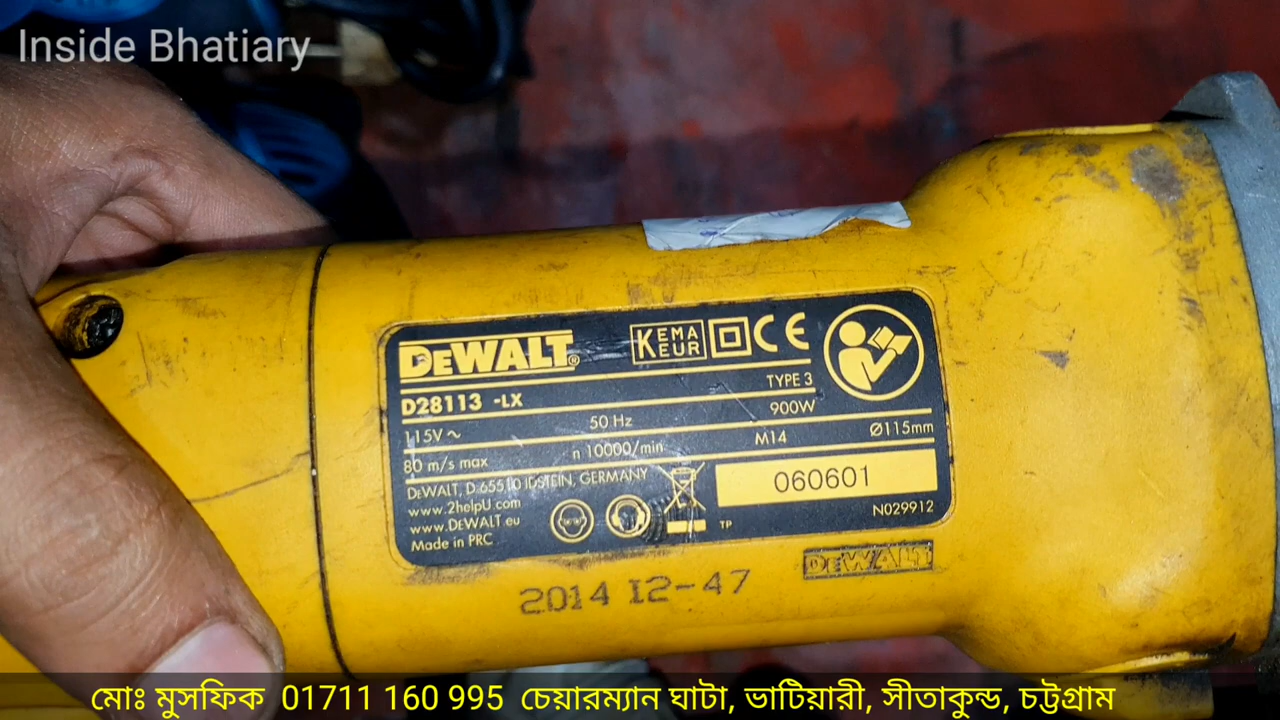 Inside Bhatiary
DEWALT®
KEMA
KEUR
CE
TYPE 3
D28113 -LX
900W
115V ~ 50 Hz
M14 Ø115mm
80 m/s max n 10000/min
DEWALT, D 65510 IDSTEIN, GERMANY
060601
www.2helpU.com
www.DEWALT eu
TP
N029912
Made in PRC
DEWALT
2014 12-47
মোঃ মুসফিক 01711 160 995 চেয়ারম্যান ঘাটা, ভাটিয়ারী, সীতাকুন্ড, চট্টগ্রাম